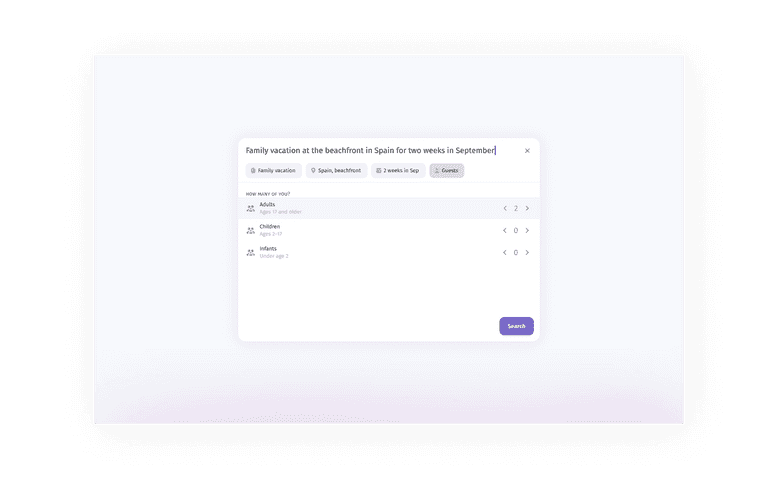 Family vacation at the beachfront in Spain for two weeks in September
Family vacation Spain, beachfront 2 weeks in Sep Guests
HOW MANY OF YOU?
Adults
Ages 17 and older
2
Children
Ages 2-17
0
Infants
Under age 2
0
Search